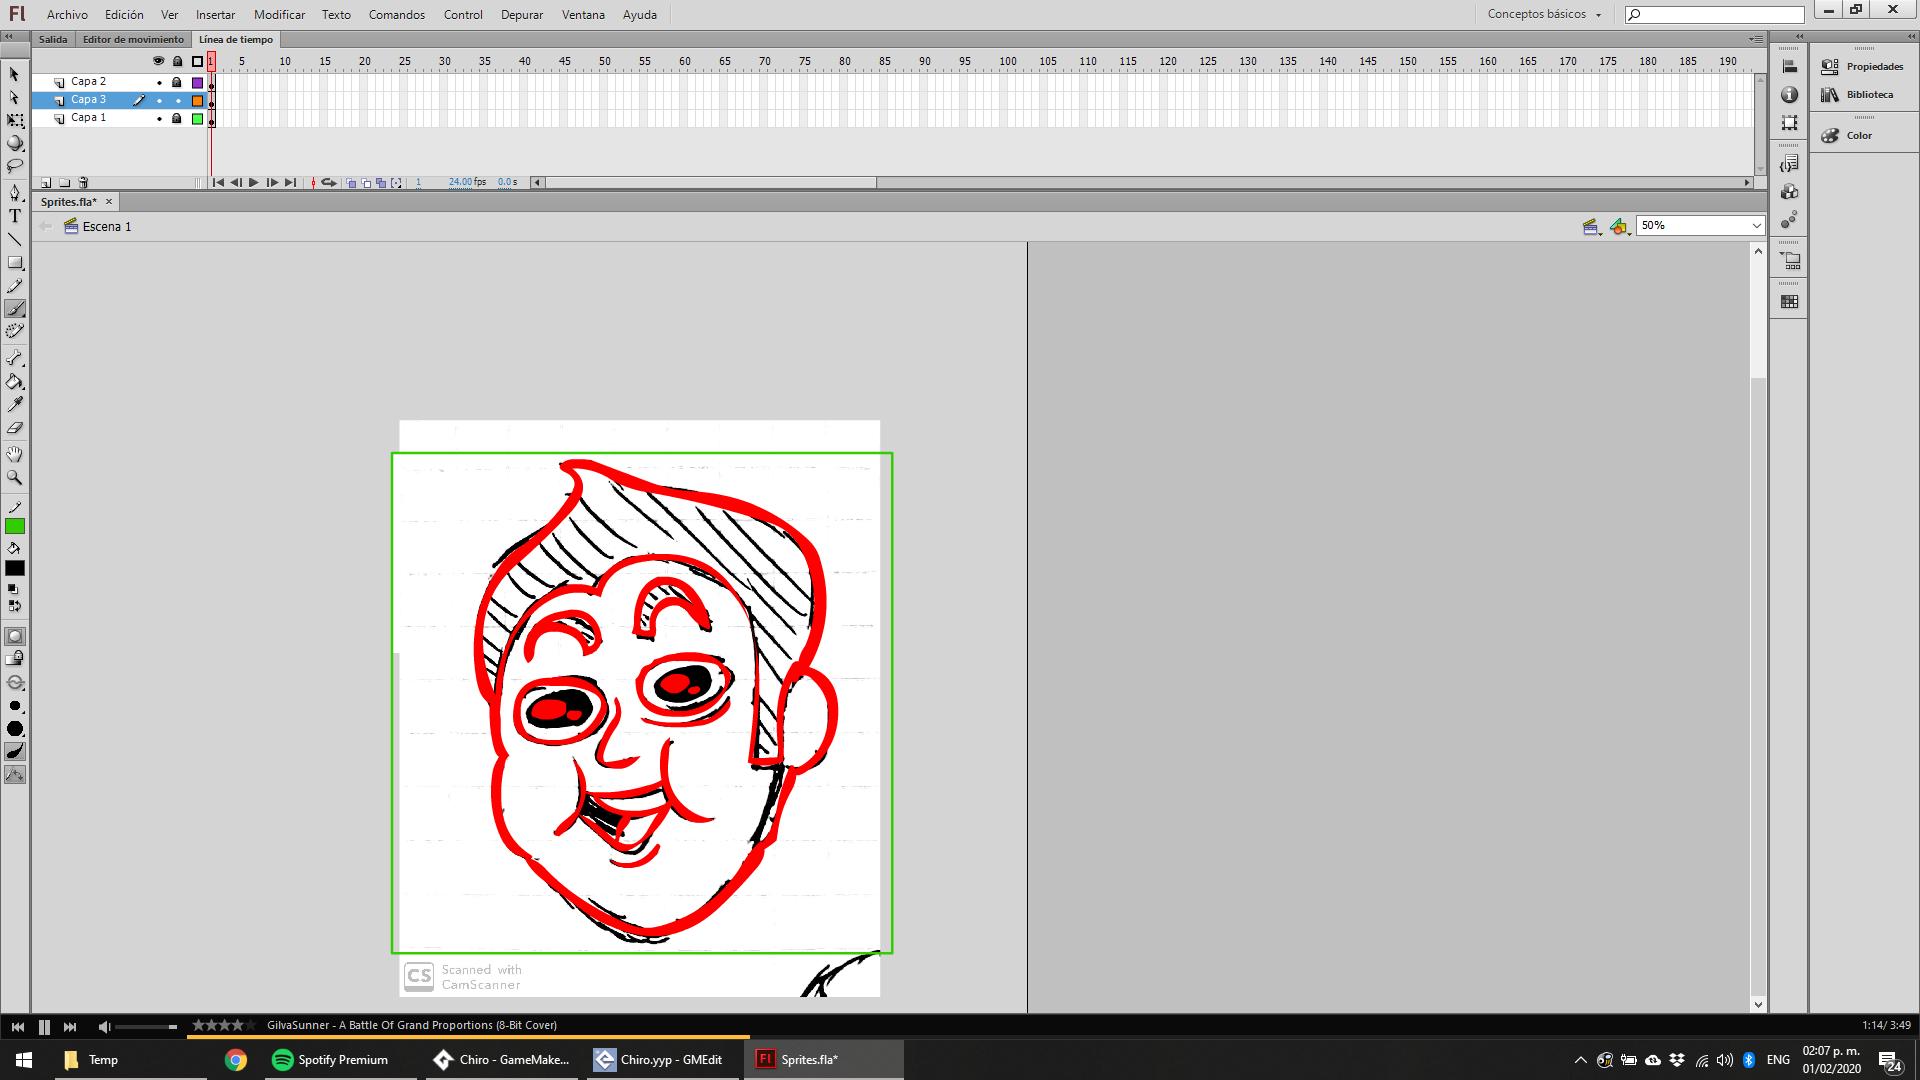 Fl Archivo Edición Ver Insertar Modificar Texto Comandos Control Depurar Ventana Ayuda Conceptos básicos
Salida Editor de movimiento Línea de tiempo
1 5 10 15 20 25 30 35 40 45 50 55 60 65 70 75 80 85 90 95 100 105 110 115 120 125 130 135 140 145 150 155 160 165 170 175 180 185 190
Capa 2
Capa 3
Capa 1
1 24.00 fps 0.0 s
Propiedades
Biblioteca
Color
Sprites.fla*
Escena 1 50%
T
CS Scanned with
CamScanner
GilvaSunner - A Battle Of Grand Proportions (8-Bit Cover) 1:14/ 3:49
Temp Spotify Premium Chiro - GameMake... Chiro.yyp - GMEdit Fl Sprites.fla* ENG 02:07 p. m.
01/02/2020 24